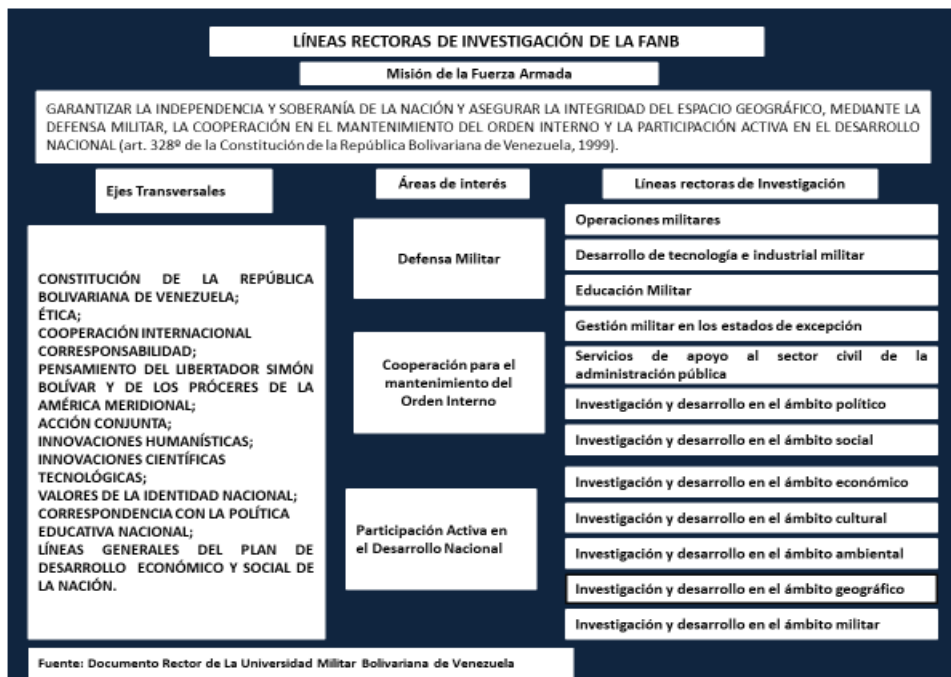 LÍNEAS RECTORAS DE INVESTIGACIÓN DE LA FANB
Misión de la Fuerza Armada
GARANTIZAR LA INDEPENDENCIA Y SOBERANÍA DE LA NACIÓN Y ASEGURAR LA INTEGRIDAD DEL ESPACIO GEOGRÁFICO, MEDIANTE LA
DEFENSA MILITAR, LA COOPERACIÓN EN EL MANTENIMIENTO DEL ORDEN INTERNO Y LA PARTICIPACIÓN ACTIVA EN EL DESARROLLO
NACIONAL (art. 328º de la Constitución de la República Bolivariana de Venezuela, 1999).
Ejes Transversales
CONSTITUCIÓN DE LA REPÚBLICA
BOLIVARIANA DE VENEZUELA;
ÉTICA;
COOPERACIÓN INTERNACIONAL
CORRESPONSABILIDAD;
PENSAMIENTO DEL LIBERTADOR SIMÓN
BOLÍVAR Y DE LOS PRÓCERES DE LA
AMÉRICA MERIDIONAL;
ACCIÓN CONJUNTA;
INNOVACIONES HUMANÍSTICAS;
INNOVACIONES CIENTÍFICAS
TECNOLÓGICAS;
VALORES DE LA IDENTIDAD NACIONAL;
CORRESPONDENCIA CON LA POLÍTICA
EDUCATIVA NACIONAL;
LÍNEAS GENERALES DEL PLAN DE
DESARROLLO ECONÓMICO Y SOCIAL DE
LA NACIÓN.
Áreas de interés
Defensa Militar
Cooperación para el
mantenimiento del
Orden Interno
Participación Activa en
el Desarrollo Nacional
Líneas rectoras de Investigación
Operaciones militares
Desarrollo de tecnología e industrial militar
Educación Militar
Gestión militar en los estados de excepción
Servicios de apoyo al sector civil de la
administración pública
Investigación y desarrollo en el ámbito político
Investigación y desarrollo en el ámbito social
Investigación y desarrollo en el ámbito económico
Investigación y desarrollo en el ámbito cultural
Investigación y desarrollo en el ámbito ambiental
Investigación y desarrollo en el ámbito geográfico
Investigación y desarrollo en el ámbito militar
Fuente: Documento Rector de La Universidad Militar Bolivariana de Venezuela